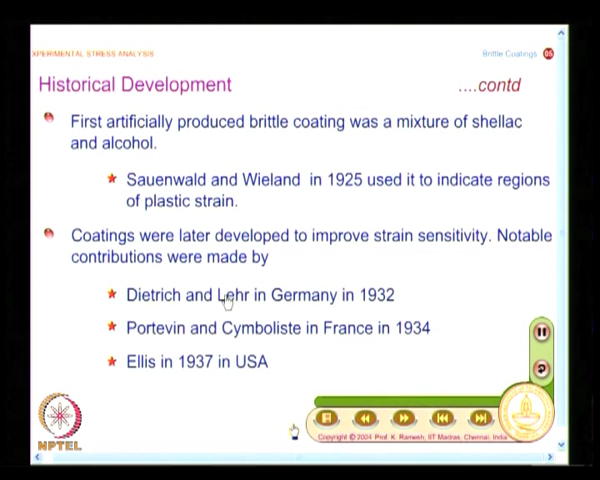 XPERIMENTAL STRESS ANALYSIS
Brittle Coatings 05
Historical Development
....contd
First artificially produced brittle coating was a mixture of shellac
and alcohol.
Sauenwald and Wieland in 1925 used it to indicate regions
of plastic strain.
Coatings were later developed to improve strain sensitivity. Notable
contributions were made by
Dietrich and Lehr in Germany in 1932
Portevin and Cymboliste in France in 1934
Ellis in 1937 in USA
NPTEL
Copyright © 2004 Prof. K. Ramesh, IIT Madras, Chennai, India